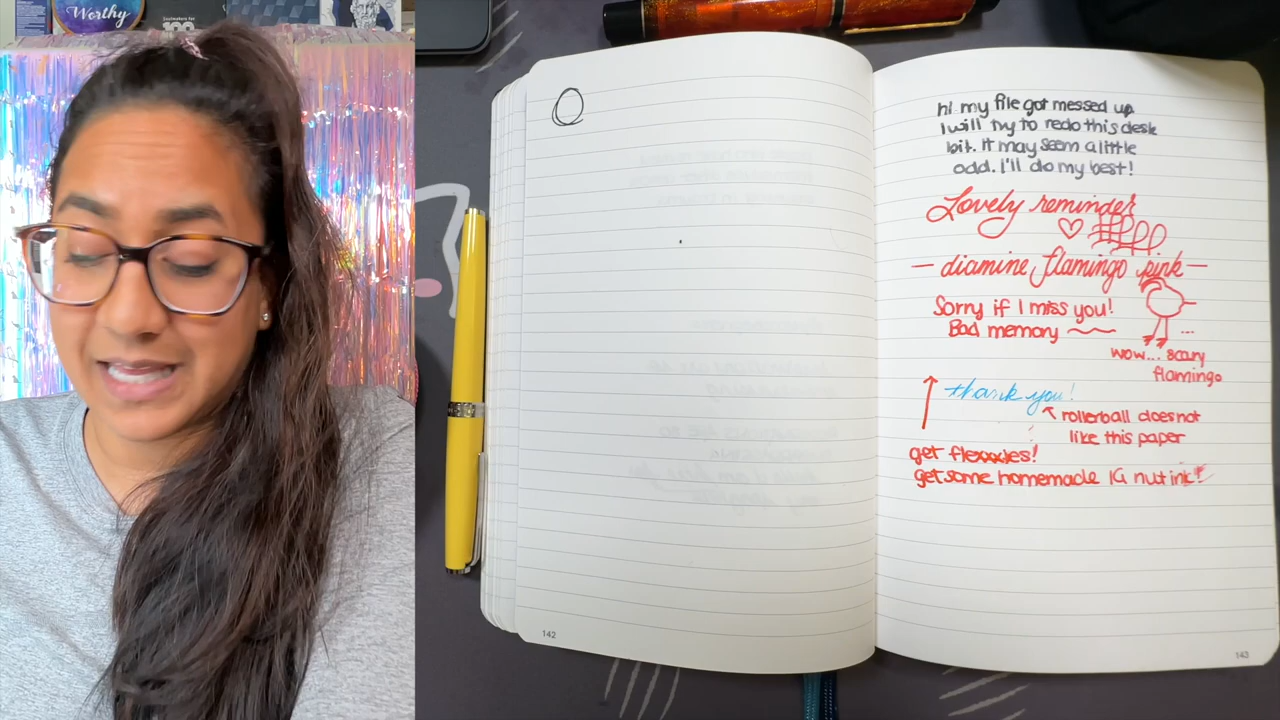 Worthy
100
hi my file got messed up
I will try to redo this desk
bit. It may seem a little
odd. I'll do my best!
Lovely reminder
— diamine flamingo pink —
Sorry if I miss you!
Bad memory
...
wow... scary
flamingo
thank you!
rollerball does not
like this paper
get flexxies!
get some homemade IG nut ink!
142
143